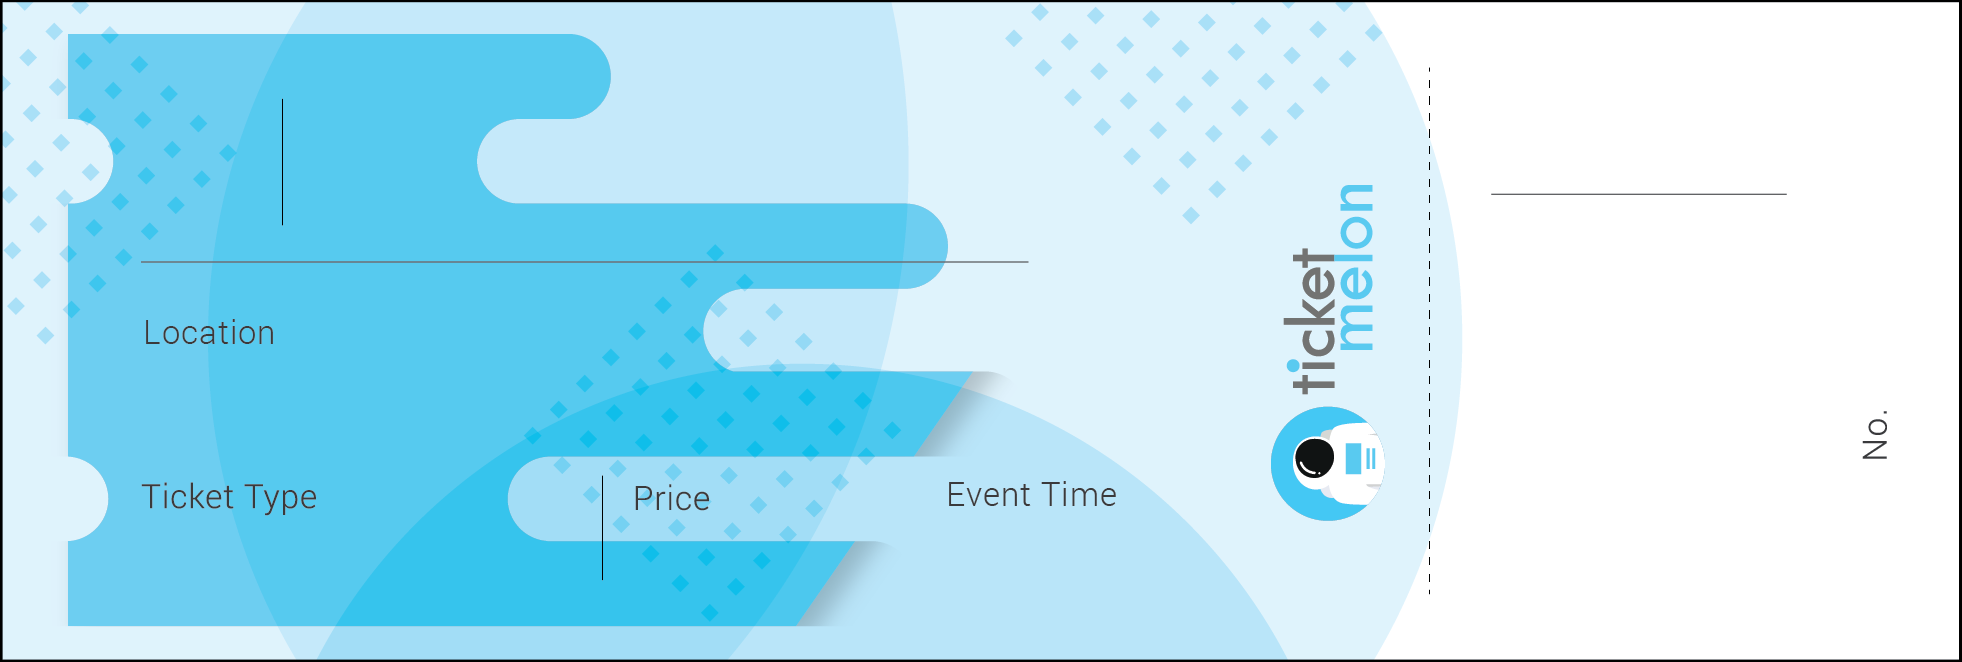 Location
Ticket Type
Price
Event Time
ticket
melon
No.